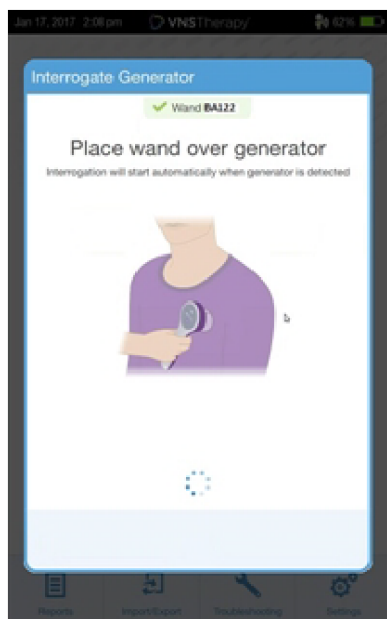 Jan 17, 2017 2:08 pm VNSTherapy 62%
Interrogate Generator
Wand BA122
Place wand over generator
Interrogation will start automatically when generator is detected
Reports Import/Export Troubleshooting Settings